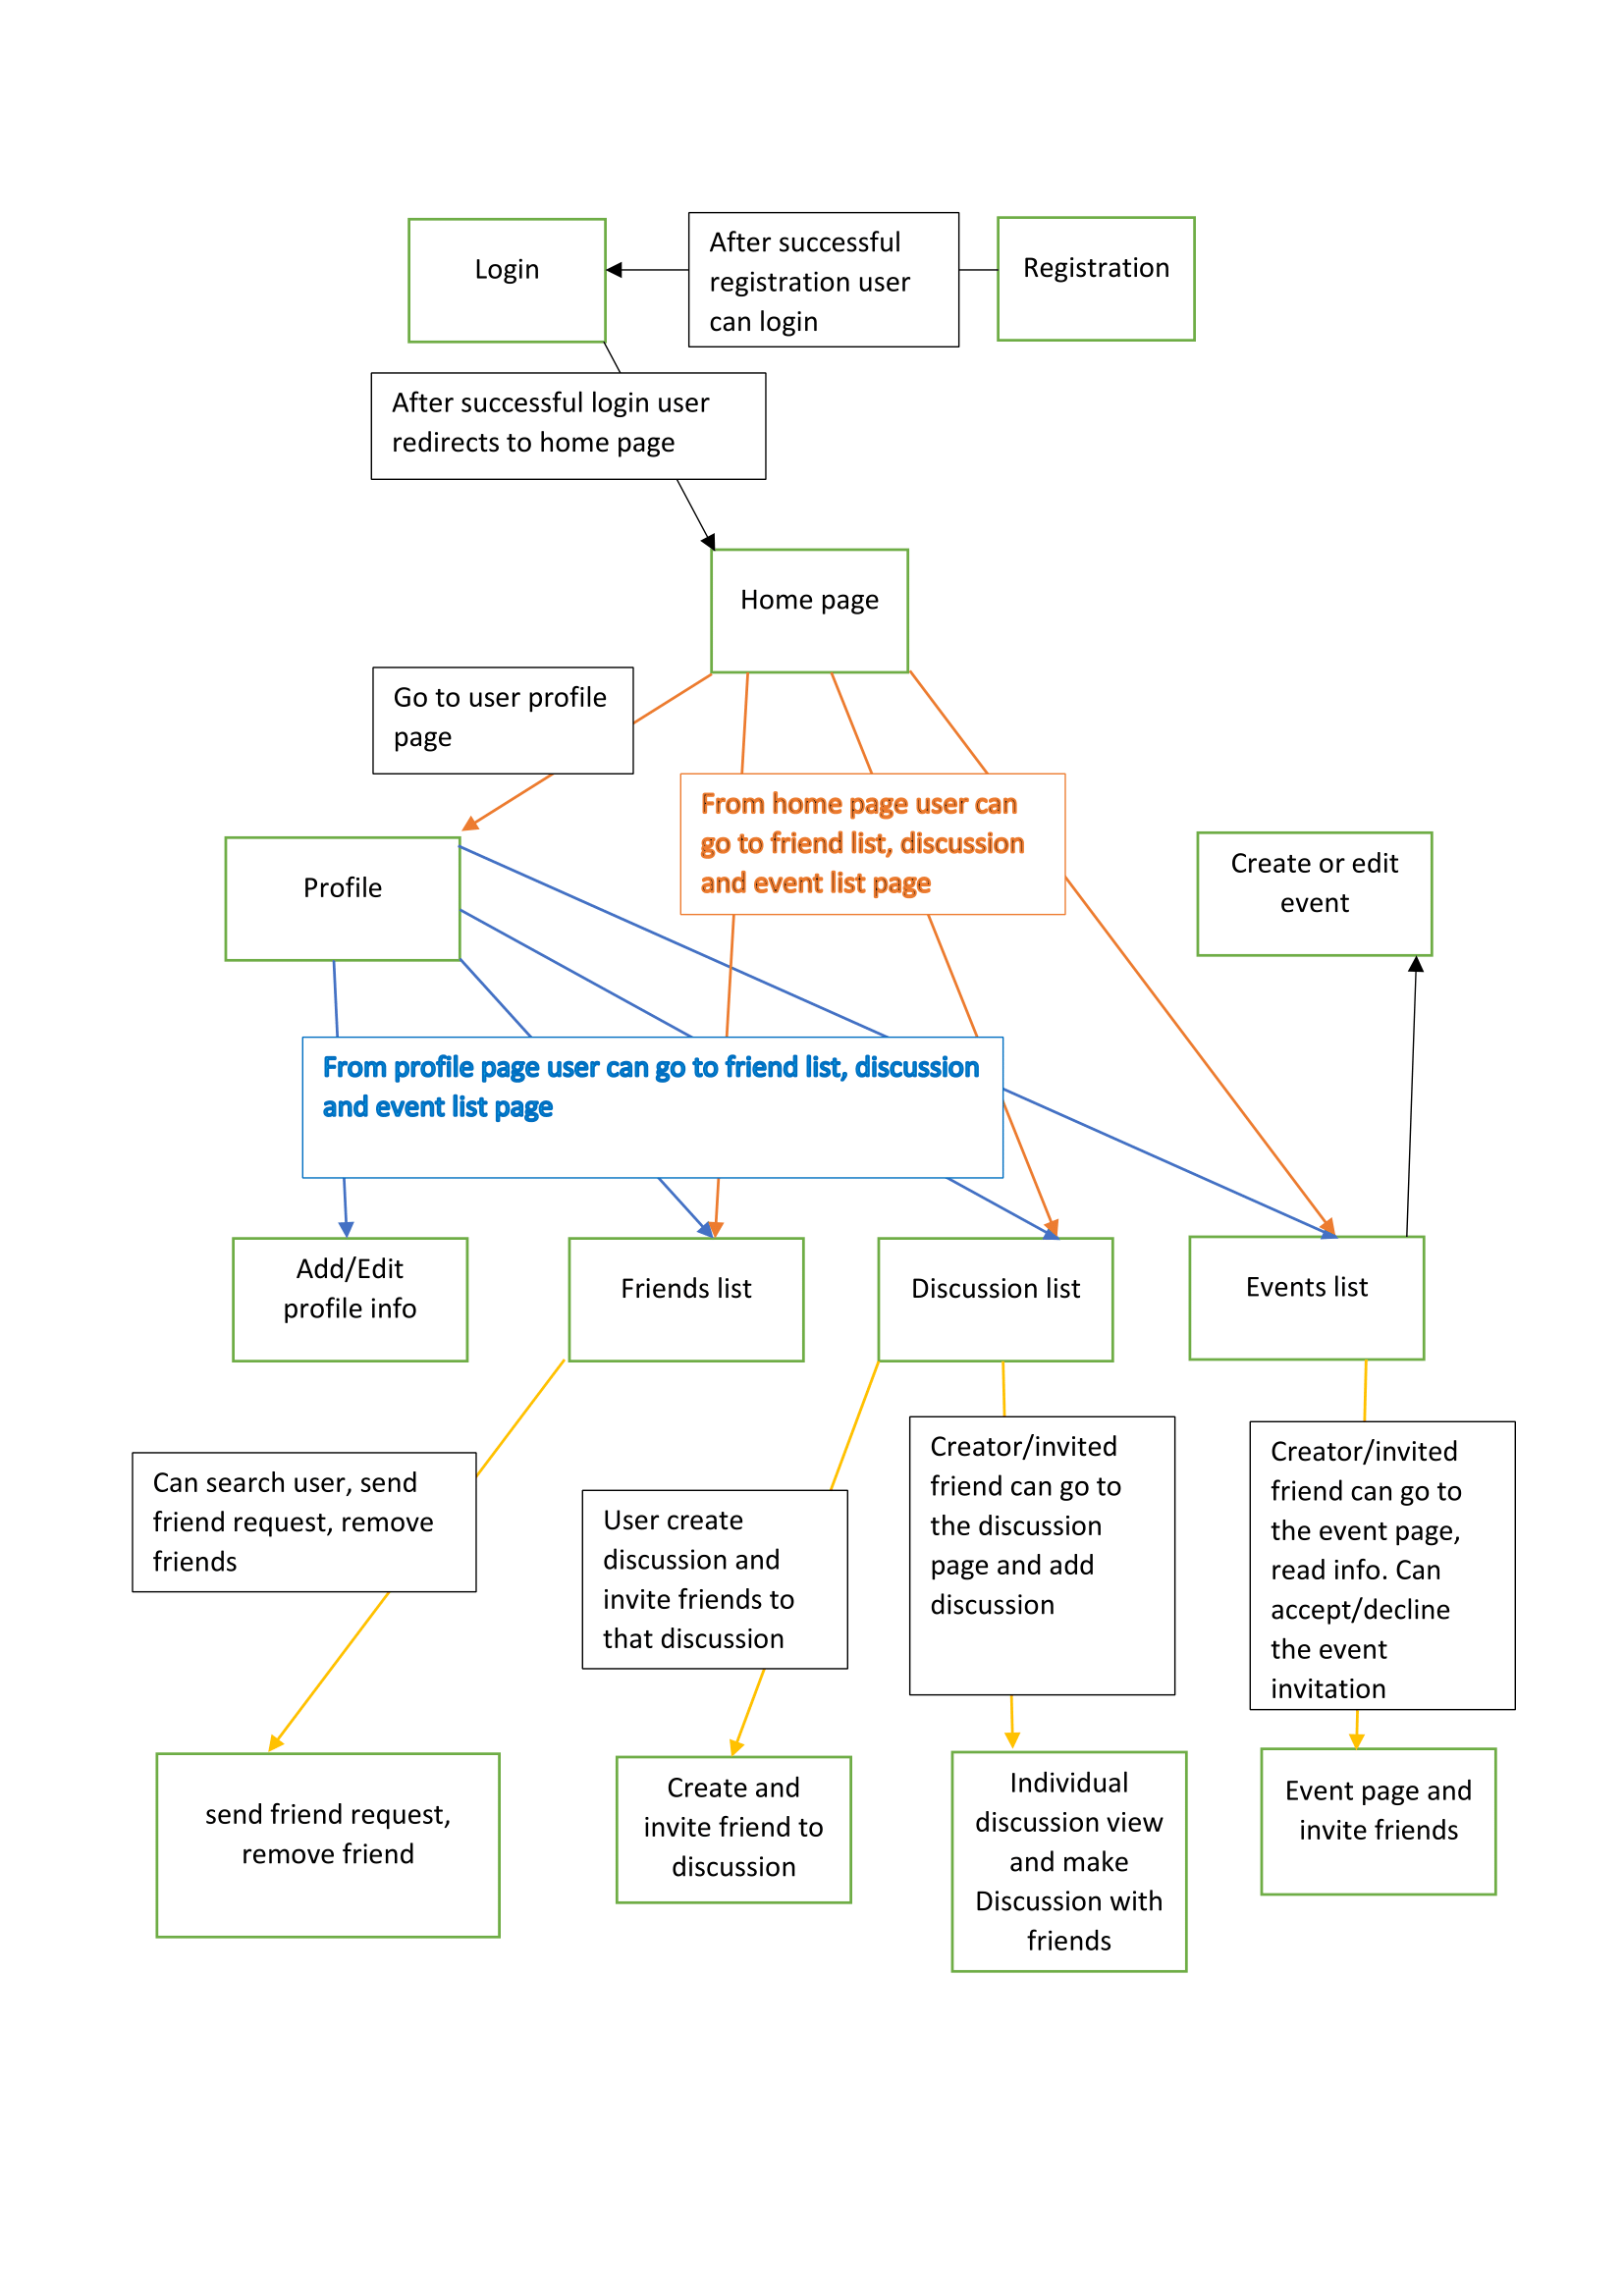 Login
After successful
registration user
can login
Registration
After successful login user
redirects to home page
Home page
Go to user profile
page
From home page user can
go to friend list, discussion
and event list page
Profile
Create or edit
event
From profile page user can go to friend list, discussion
and event list page
Add/Edit
profile info
Friends list
Discussion list
Events list
Can search user, send
friend request, remove
friends
User create
discussion and
invite friends to
that discussion
Creator/invited
friend can go to
the discussion
page and add
discussion
Creator/invited
friend can go to
the event page,
read info. Can
accept/decline
the event
invitation
send friend request,
remove friend
Create and
invite friend to
discussion
Individual
discussion view
and make
Discussion with
friends
Event page and
invite friends